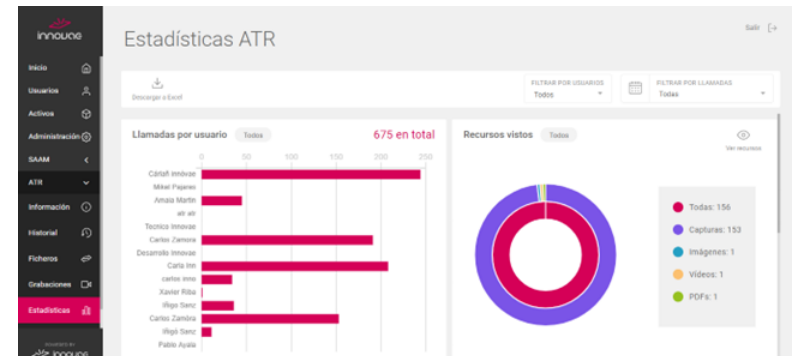 innovae
Inicio
Usuarios
Activos
Administración
SAAM
ATR
Información
Historial
Ficheros
Grabaciones
Estadísticas
POWERED BY
innovae
Estadísticas ATR
Salir
Descargar a Excel
FILTRAR POR USUARIOS
Todos
FILTRAR POR LLAMADAS
Todas
Llamadas por usuario Todos 675 en total
0 50 100 150 200 250
Mikel Pajares
Amaia Martin
atr atr
Tecnico Innovae
Carlos Zamora
Desarrollo Innovae
Carla Inn
carlos inno
Xavier Riba
Iñigo Sanz
Carlos Zamora
Iñigo Sanz
Pablo Ayala
Recursos vistos Todos
Ver recursos
Todas: 156
Capturas: 153
Imágenes: 1
Vídeos: 1
PDFs: 1